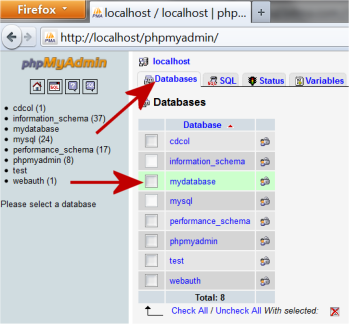 Firefox
localhost / localhost | php...
http://localhost/phpmyadmin/
phpMyAdmin
cdcol (1)
information_schema (37)
mydatabase
mysql (24)
performance_schema (17)
phpmyadmin (8)
test
webauth (1)
Please select a database
localhost
Databases
SQL
Status
Variables
Databases
Database
cdcol
information_schema
mydatabase
mysql
performance_schema
phpmyadmin
test
webauth
Total: 8
Check All / Uncheck All With selected: